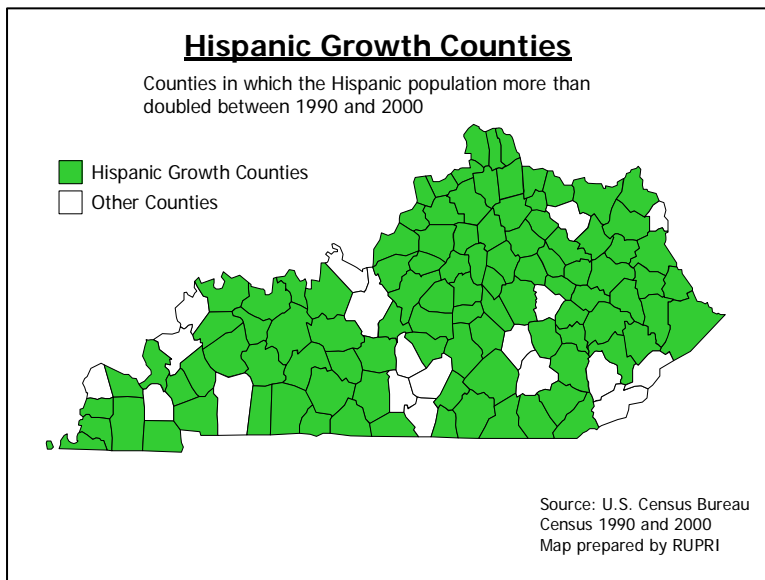 Hispanic Growth Counties
Counties in which the Hispanic population more than
doubled between 1990 and 2000
Hispanic Growth Counties
Other Counties
Source: U.S. Census Bureau
Census 1990 and 2000
Map prepared by RUPRI